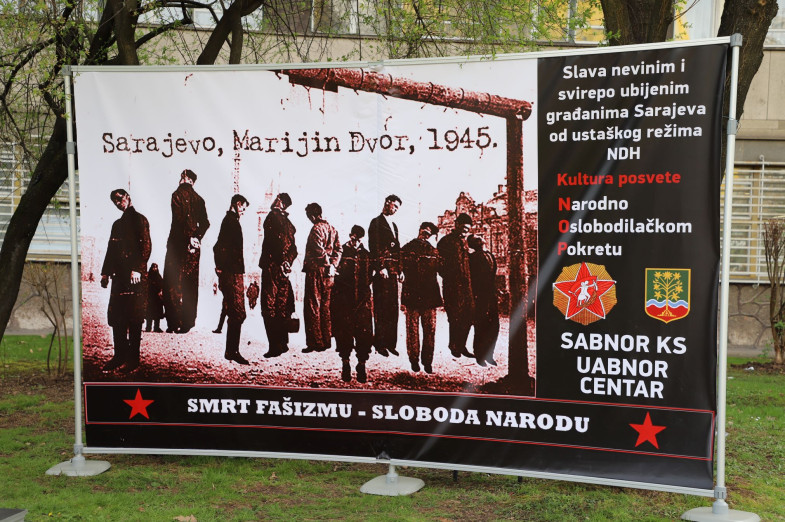 Sarajevo, Marijin Dvor, 1945.
Slava nevinim i
svirepo ubijenim
građanima Sarajeva
od ustaškog režima
NDH
Kultura posvete
Narodno
Oslobodilačkom
Pokretu
SABNOR KS
UABNOR
CENTAR
SMRT FAŠIZMU - SLOBODA NARODU